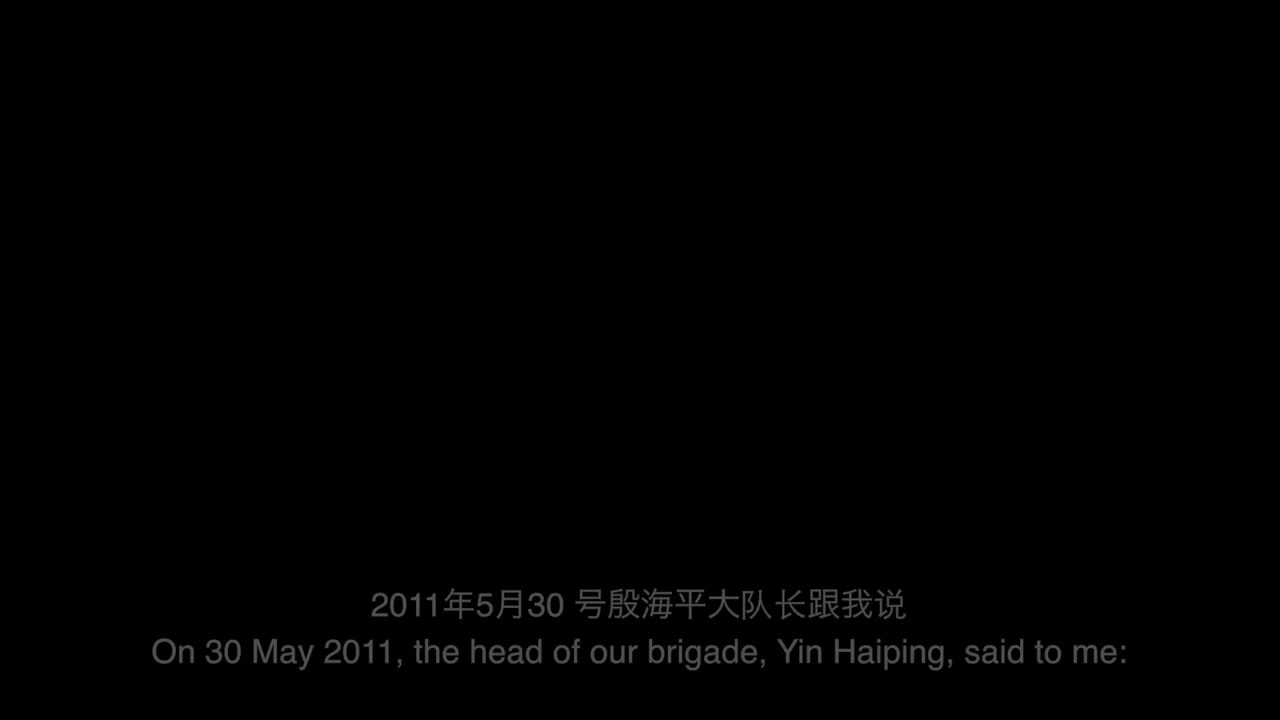 2011年5月30 号殷海平大队长跟我说
On 30 May 2011, the head of our brigade, Yin Haiping, said to me: